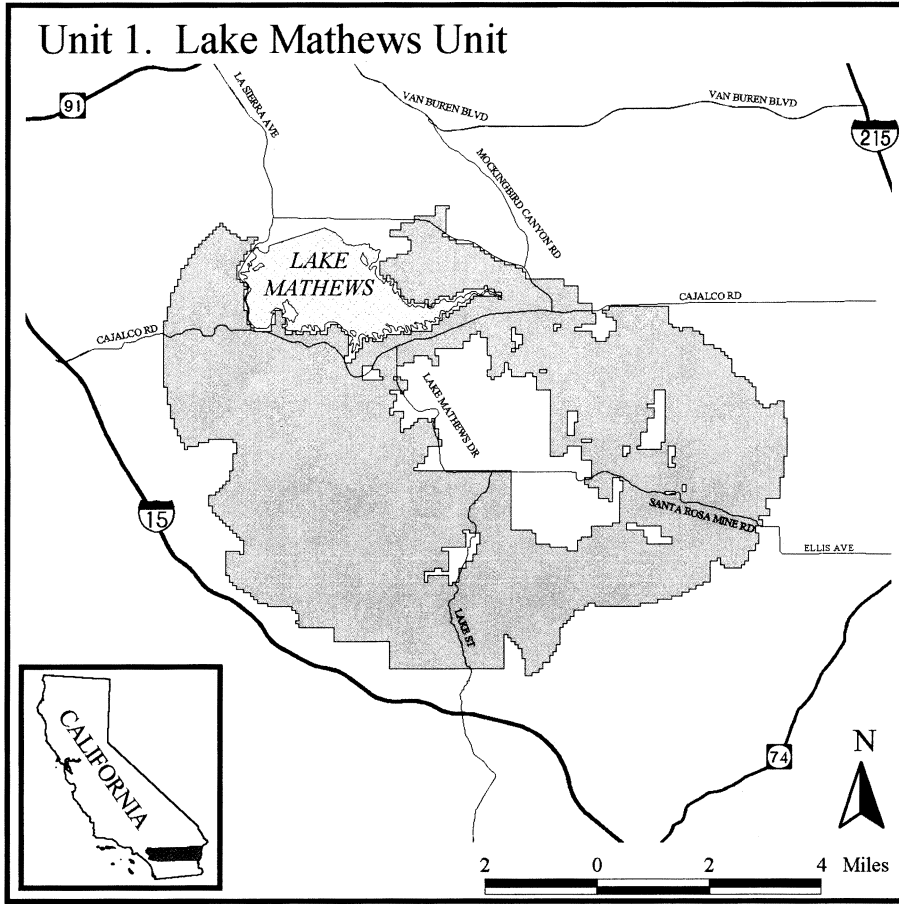 Unit 1. Lake Mathews Unit
91
LA SIERRA AVE
VAN BUREN BLVD
VAN BUREN BLVD
215
MOCKINGBIRD CANYON RD
LAKE
MATHEWS
CAJALCO RD
CAJALCO RD
LAKE MATHEWS DR
15
SANTA ROSA MINE RD
ELLIS AVE
LAKE ST
CALIFORNIA
74
N
2 0 2 4 Miles